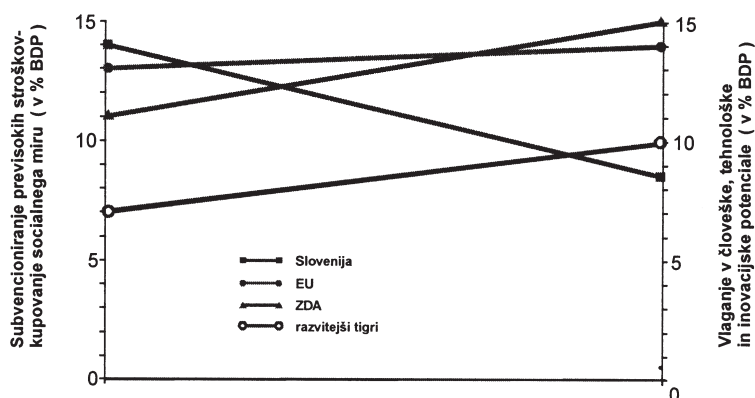 Subvencioniranje previsokih stroškov-
kupovanje socialnega miru ( v % BDP)
15
10
5
0
Slovenija
EU
ZDA
razvitejši tigri
15
10
5
0
Vlaganje v človeške, tehnološke
in inovacijske potenciale ( v % BDP )